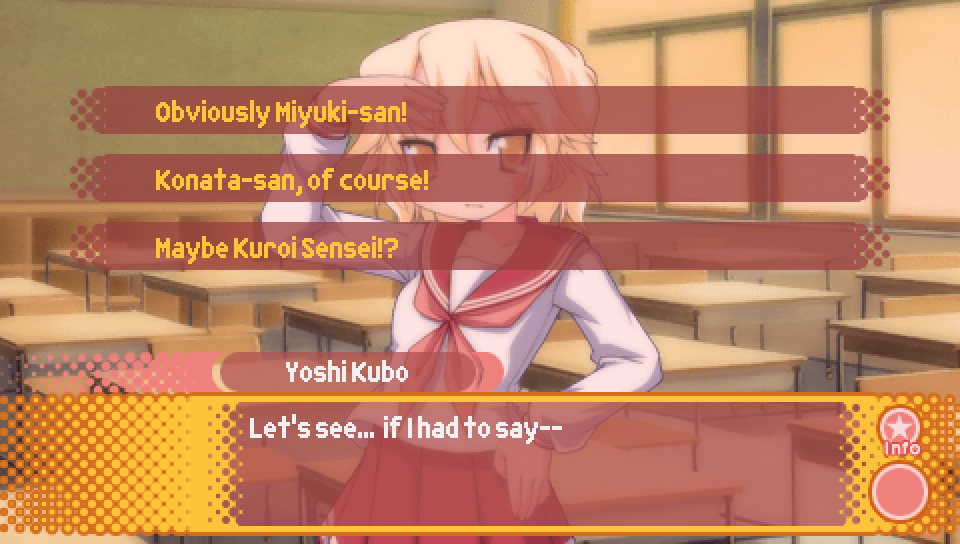 Obviously Miyuki-san!
Konata-san, of course!
Maybe Kuroi Sensei!?
Yoshi Kubo
Let's see... if I had to say--
Info